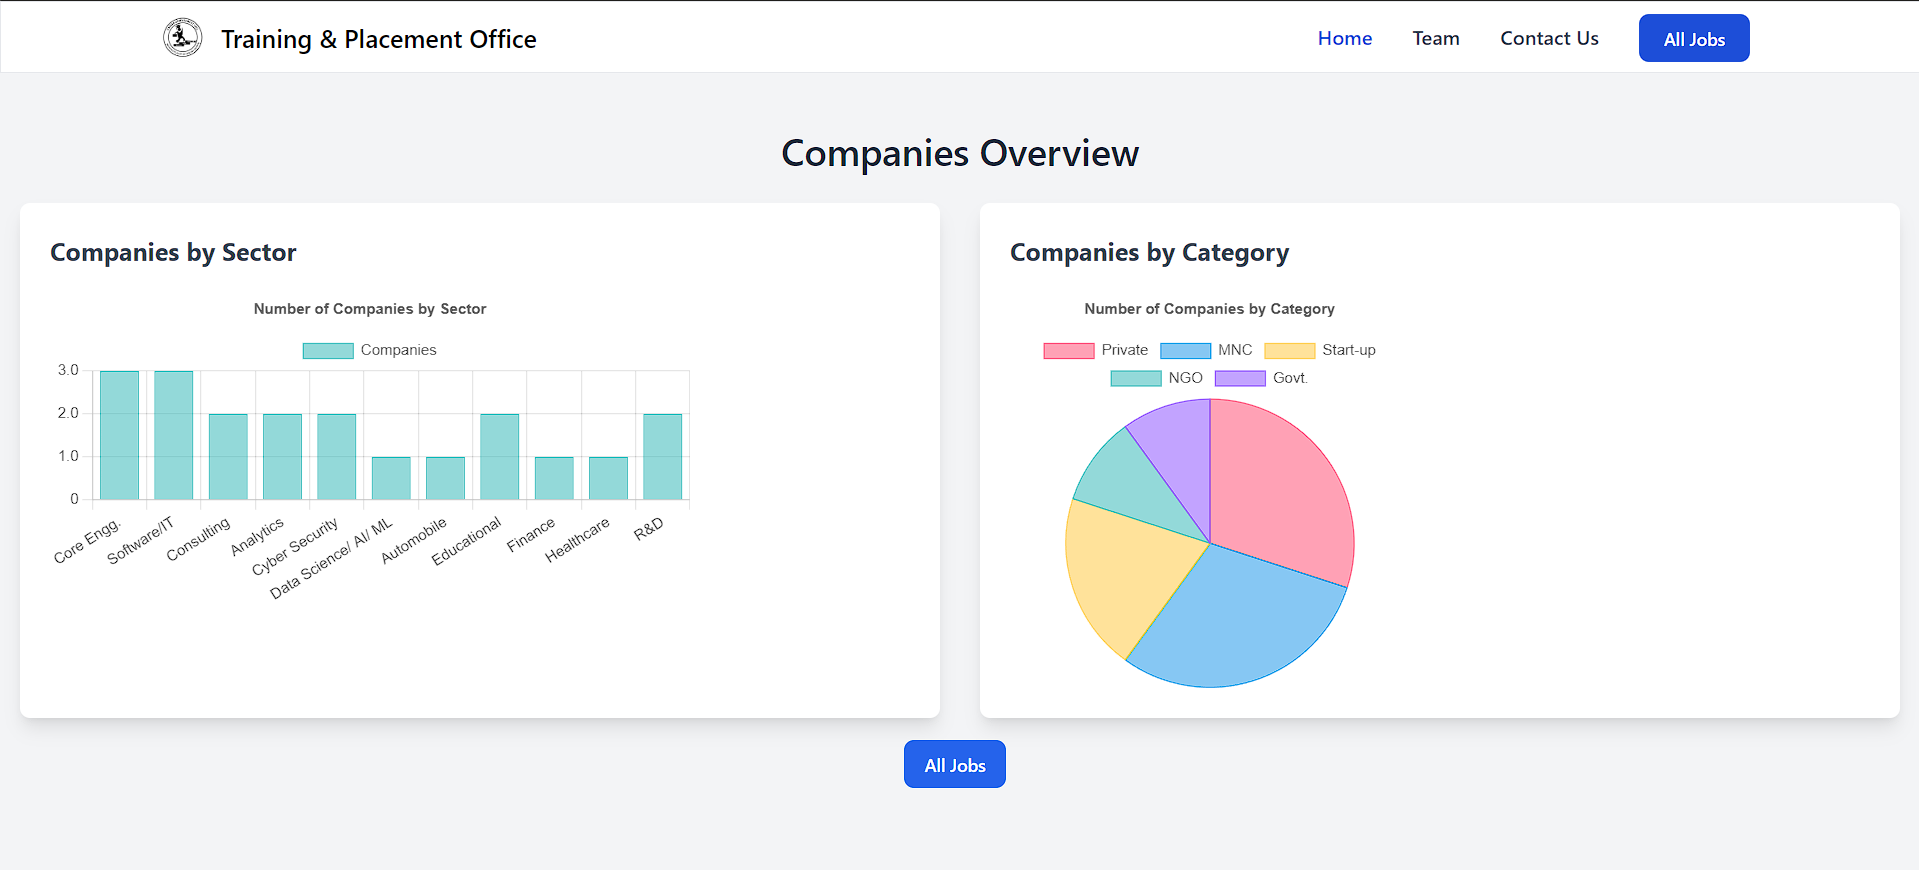 Training & Placement Office
Home Team Contact Us All Jobs
Companies Overview
Companies by Sector
Number of Companies by Sector
Companies
3.0
2.0
1.0
0
Core Engg. Software/IT Consulting Analytics Cyber Security Data Science/ AI/ ML Automobile Educational Finance Healthcare R&D
Companies by Category
Number of Companies by Category
Private MNC Start-up
NGO Govt.
All Jobs